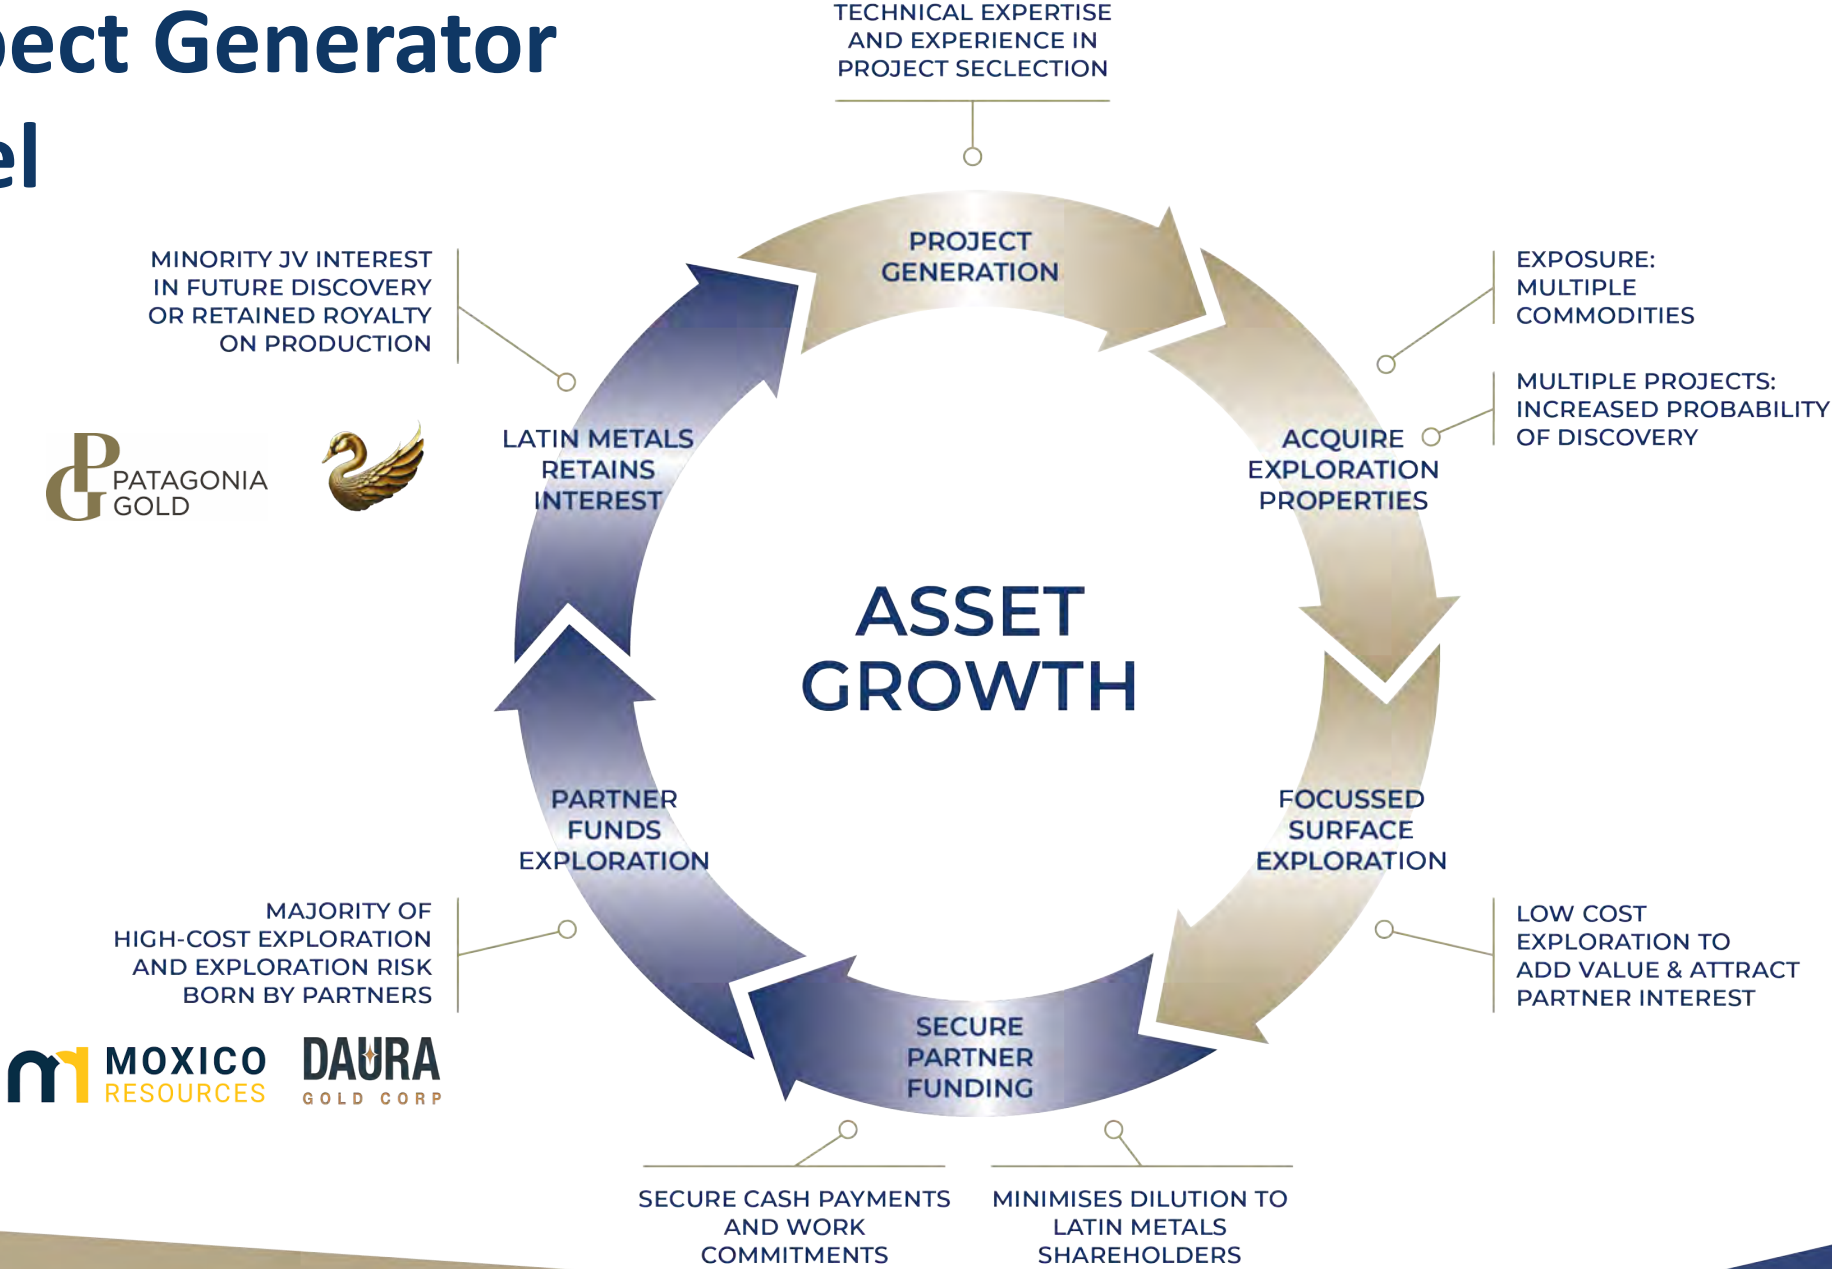 pect Generator
el
TECHNICAL EXPERTISE
AND EXPERIENCE IN
PROJECT SECLECTION
PROJECT
GENERATION
EXPOSURE:
MULTIPLE
COMMODITIES
MULTIPLE PROJECTS:
INCREASED PROBABILITY
OF DISCOVERY
ACQUIRE
EXPLORATION
PROPERTIES
FOCUSSED
SURFACE
EXPLORATION
LOW COST
EXPLORATION TO
ADD VALUE & ATTRACT
PARTNER INTEREST
SECURE
PARTNER
FUNDING
MINIMISES DILUTION TO
LATIN METALS
SHAREHOLDERS
SECURE CASH PAYMENTS
AND WORK
COMMITMENTS
PARTNER
FUNDS
EXPLORATION
MAJORITY OF
HIGH-COST EXPLORATION
AND EXPLORATION RISK
BORN BY PARTNERS
MOXICO
RESOURCES
DAURA
GOLD CORP
LATIN METALS
RETAINS
INTEREST
MINORITY JV INTEREST
IN FUTURE DISCOVERY
OR RETAINED ROYALTY
ON PRODUCTION
PG
PATAGONIA
GOLD
ASSET
GROWTH